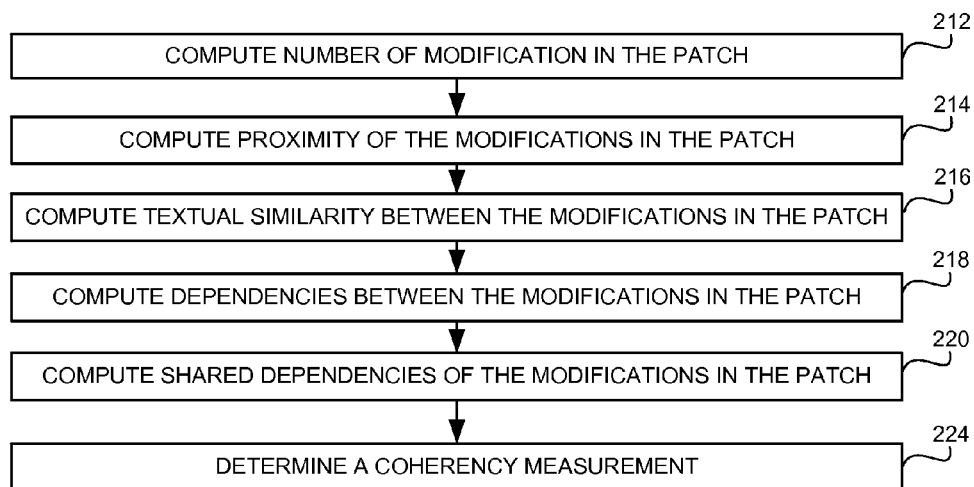 212
COMPUTE NUMBER OF MODIFICATION IN THE PATCH
214
COMPUTE PROXIMITY OF THE MODIFICATIONS IN THE PATCH
216
COMPUTE TEXTUAL SIMILARITY BETWEEN THE MODIFICATIONS IN THE PATCH
218
COMPUTE DEPENDENCIES BETWEEN THE MODIFICATIONS IN THE PATCH
220
COMPUTE SHARED DEPENDENCIES OF THE MODIFICATIONS IN THE PATCH
224
DETERMINE A COHERENCY MEASUREMENT